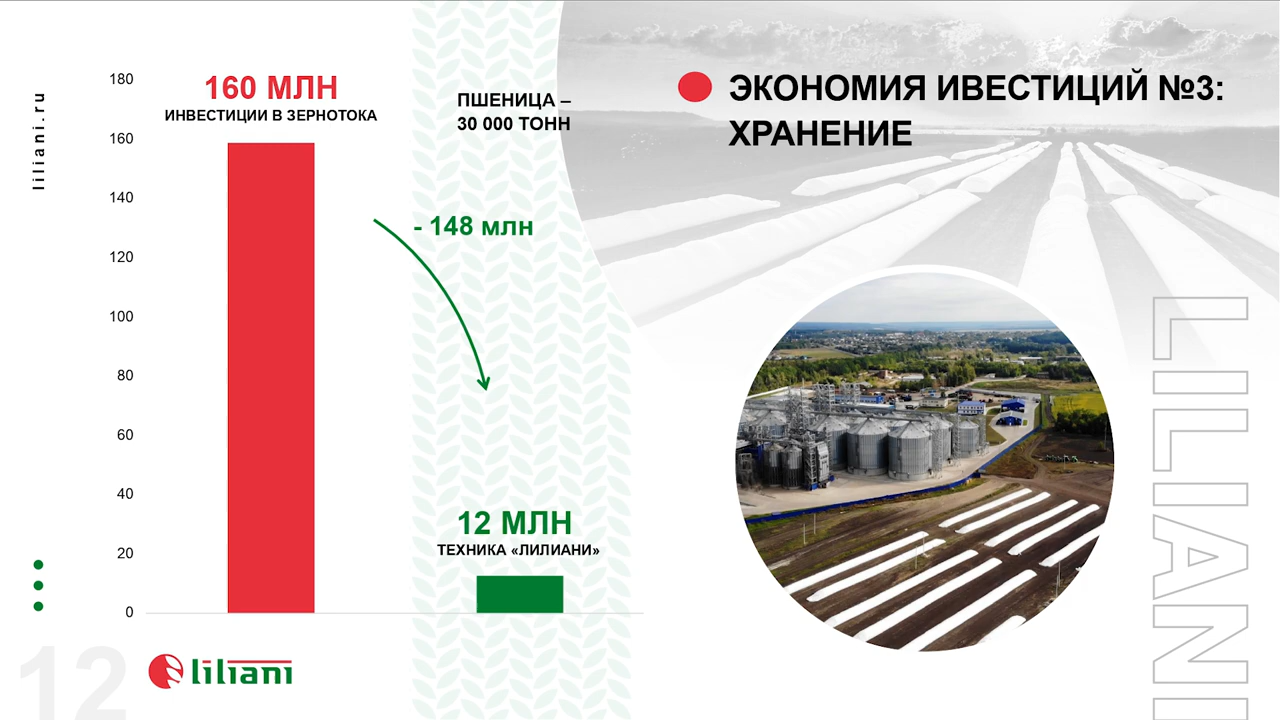 liliani.ru
ЭКОНОМИЯ ИВЕСТИЦИЙ №3:
ХРАНЕНИЕ
160 МЛН
ИНВЕСТИЦИИ В ЗЕРНОТОКА
ПШЕНИЦА –
30 000 ТОНН
- 148 млн
12 МЛН
ТЕХНИКА «ЛИЛИАНИ»
180
160
140
120
100
80
60
40
20
0
12
liliani
LILIANI